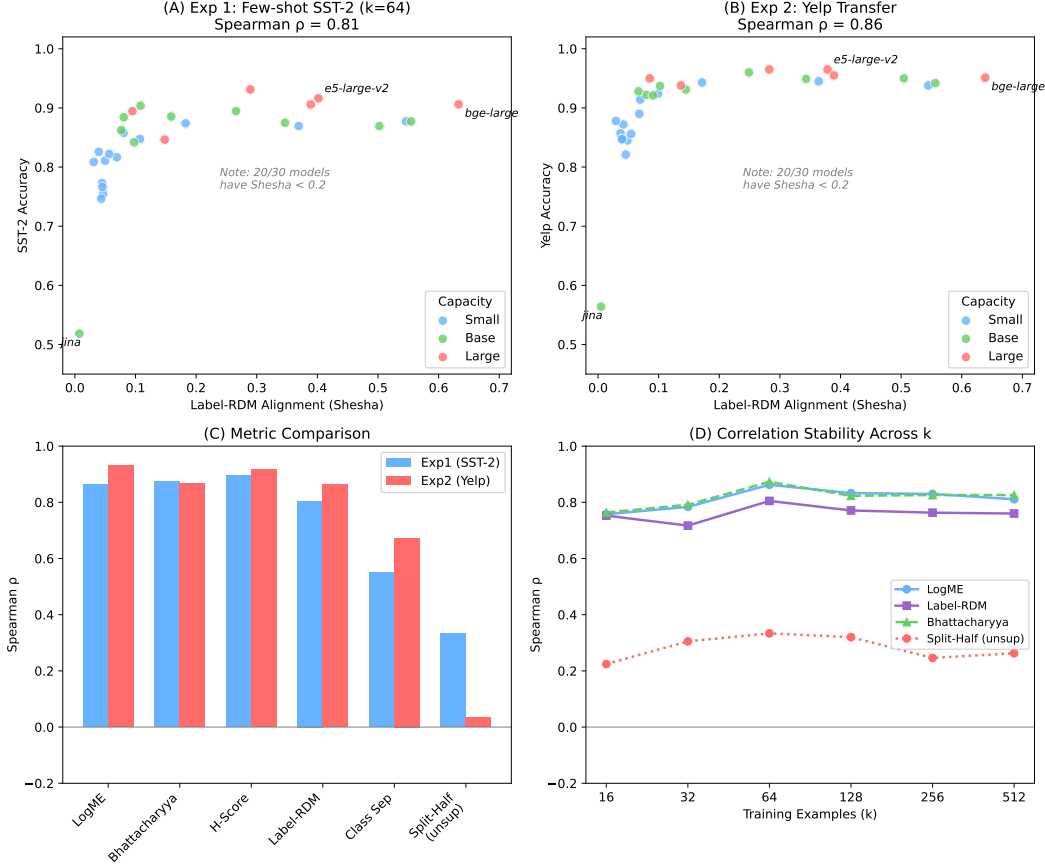 (A) Exp 1: Few-shot SST-2 (k=64)
Spearman ρ = 0.81
1.0
0.9
0.8
0.7
0.6
0.5
SST-2 Accuracy
e5-large-v2
bge-large
Note: 20/30 models
have Shesha < 0.2
jina
Capacity
Small
Base
Large
0.0 0.1 0.2 0.3 0.4 0.5 0.6 0.7
Label-RDM Alignment (Shesha)
(B) Exp 2: Yelp Transfer
Spearman ρ = 0.86
1.0
0.9
0.8
0.7
0.6
0.5
Yelp Accuracy
e5-large-v2
bge-large
Note: 20/30 models
have Shesha < 0.2
jina
Capacity
Small
Base
Large
0.0 0.1 0.2 0.3 0.4 0.5 0.6 0.7
Label-RDM Alignment (Shesha)
(C) Metric Comparison
1.0
0.8
0.6
0.4
0.2
0.0
−0.2
Spearman ρ
Exp1 (SST-2)
Exp2 (Yelp)
LogME
Bhattacharyya
H-Score
Label-RDM
Class Sep
Split-Half
(unsup)
(D) Correlation Stability Across k
1.0
0.8
0.6
0.4
0.2
0.0
−0.2
Spearman ρ
LogME
Label-RDM
Bhattacharyya
Split-Half (unsup)
16 32 64 128 256 512
Training Examples (k)